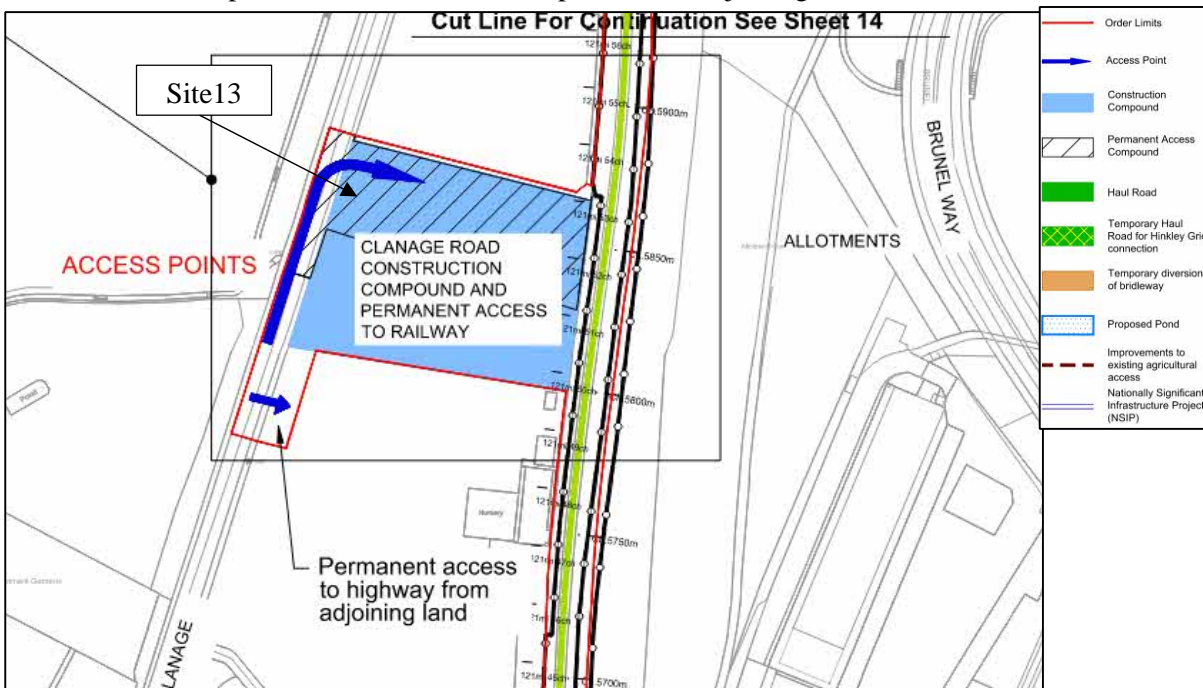 Cut Line For Continuation See Sheet 14
Site13
ACCESS POINTS
CLANAGE ROAD
CONSTRUCTION
COMPOUND AND
PERMANENT ACCESS
TO RAILWAY
ALLOTMENTS
BRUNEL WAY
5900m
5850m
5800m
5750m
5700m
Pond
Nursery
Permanent access
to highway from
adjoining land
LANAGE
Order Limits
Access Point
Construction
Compound
Permanent Access
Compound
Haul Road
Temporary Haul
Road for Hinkley Gri
connection
Temporary diversion
of bridleway
Proposed Pond
Improvements to
existing agricultural
access
Nationally Significant
Infrastructure Project
(NSIP)